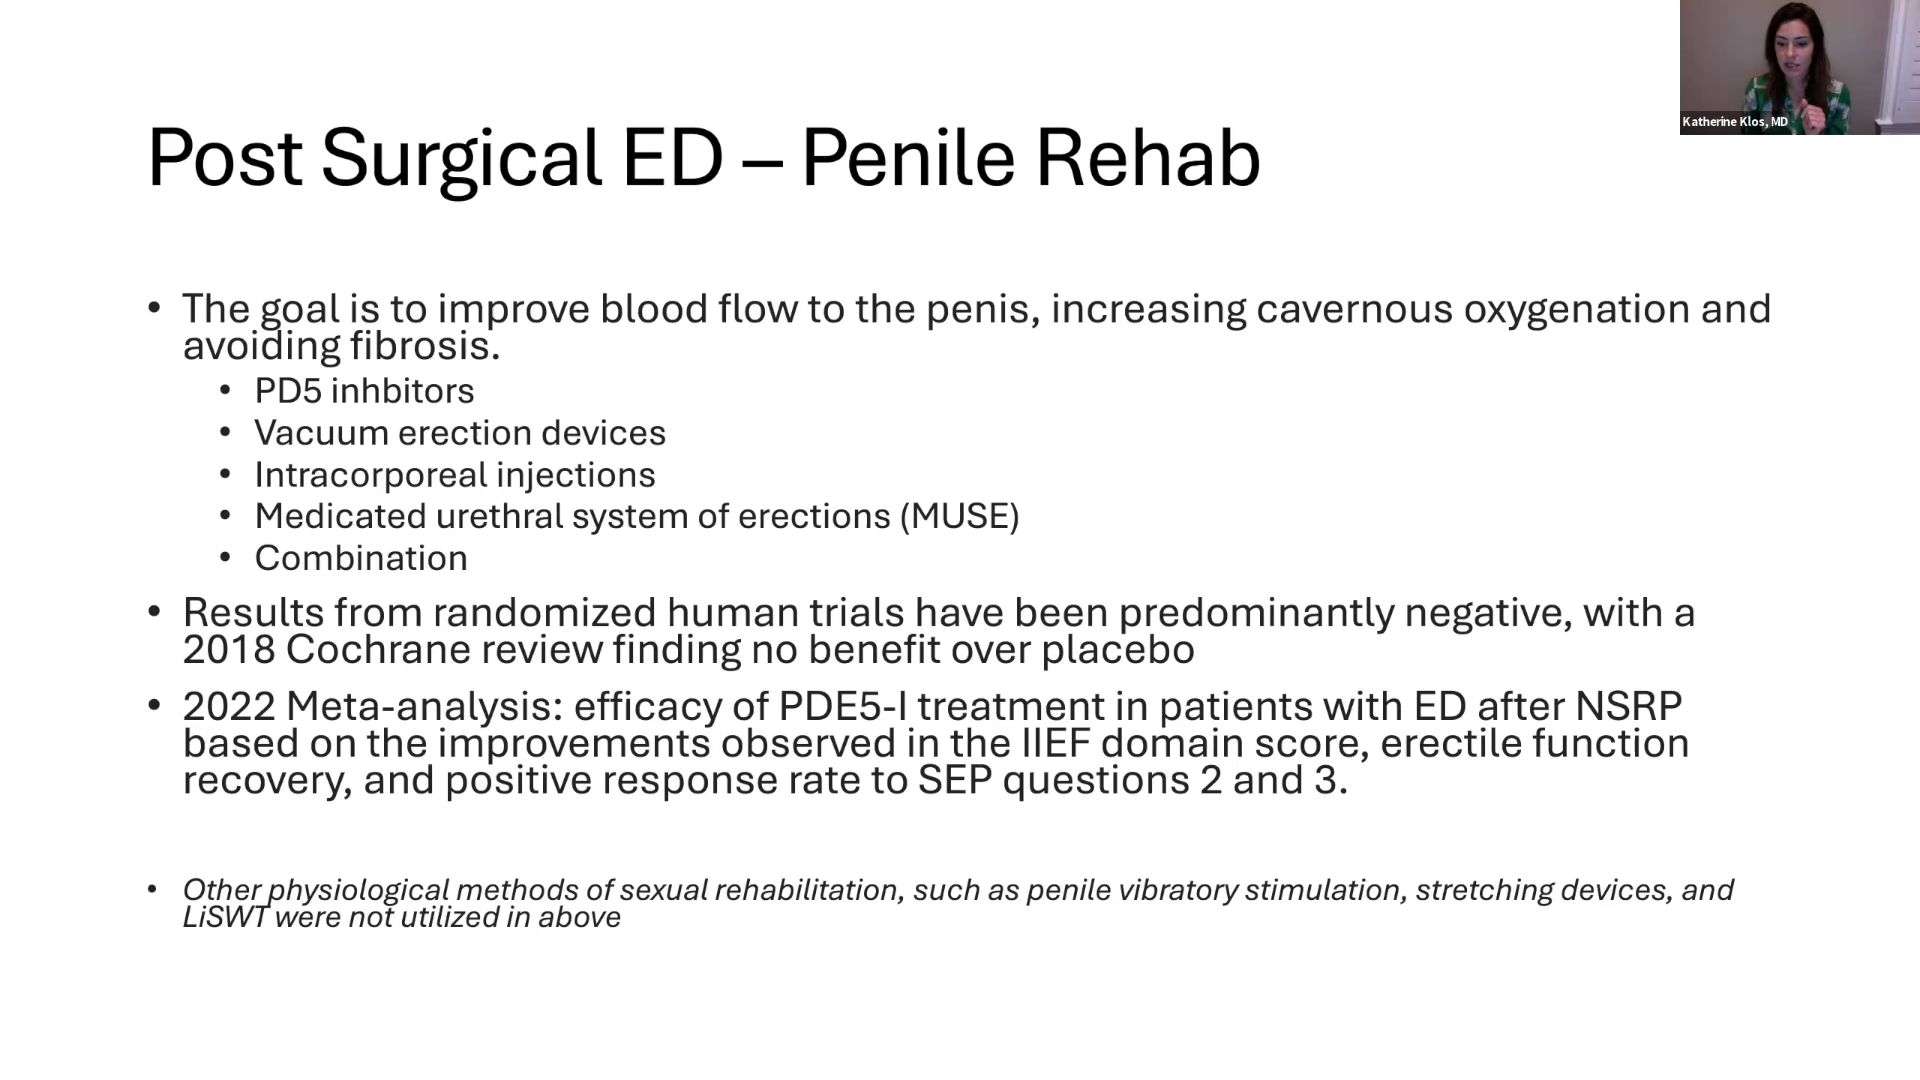 Katherine Klos, MD
Post Surgical ED – Penile Rehab
• The goal is to improve blood flow to the penis, increasing cavernous oxygenation and
avoiding fibrosis.
• PD5 inhbitors
• Vacuum erection devices
• Intracorporeal injections
• Medicated urethral system of erections (MUSE)
• Combination
• Results from randomized human trials have been predominantly negative, with a
2018 Cochrane review finding no benefit over placebo
• 2022 Meta-analysis: efficacy of PDE5-I treatment in patients with ED after NSRP
based on the improvements observed in the IIEF domain score, erectile function
recovery, and positive response rate to SEP questions 2 and 3.
• Other physiological methods of sexual rehabilitation, such as penile vibratory stimulation, stretching devices, and
LiSWT were not utilized in above